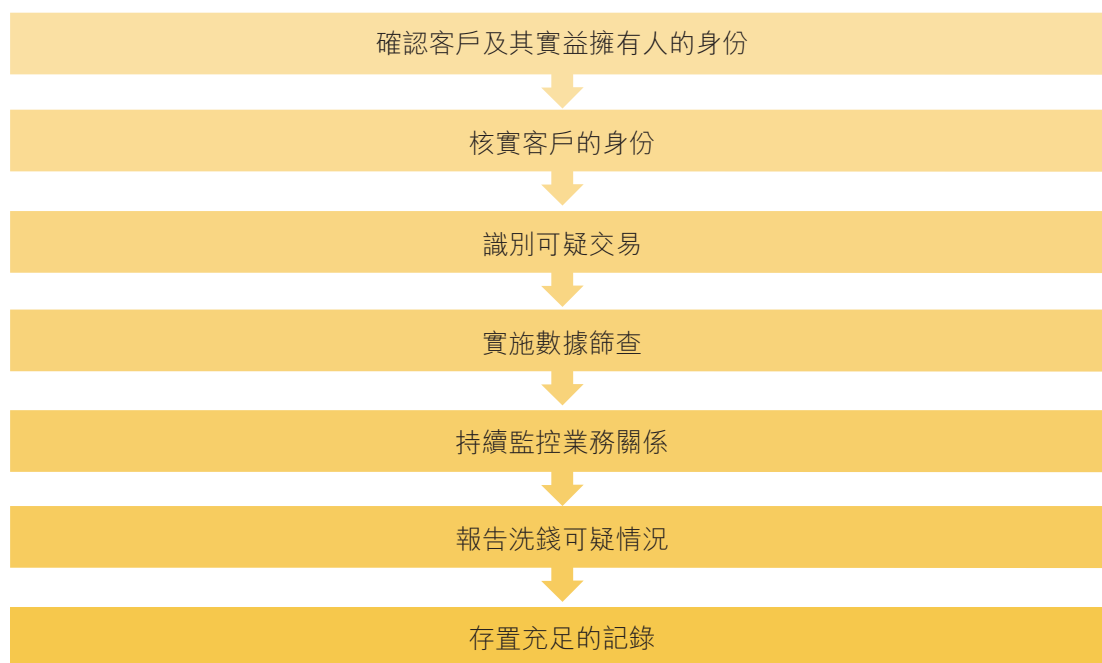 確認客戶及其實益擁有人的身份
核實客戶的身份
識別可疑交易
實施數據篩查
持續監控業務關係
報告洗錢可疑情況
存置充足的記錄